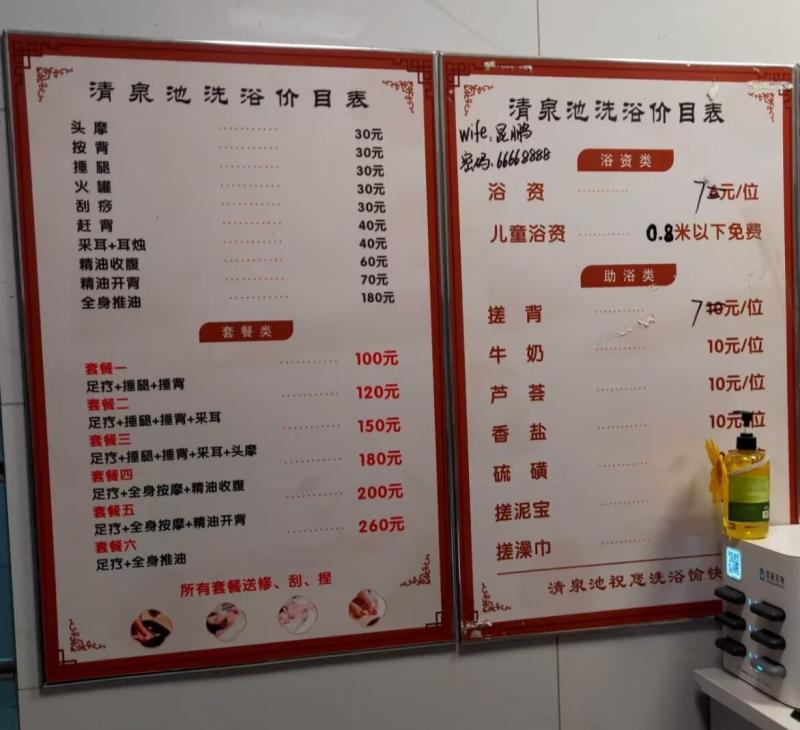 清泉池洗浴价目表
头摩 30元
按背 30元
捶腿 30元
火罐 30元
刮痧 30元
赶背 40元
采耳+耳烛 40元
精油收腹 60元
精油开背 70元
全身推油 180元
套餐类
套餐一 100元
足疗+捶腿+捶背
套餐二 120元
足疗+捶腿+捶背+采耳
套餐三 150元
足疗+捶腿+捶背+采耳+头摩
套餐四 180元
足疗+全身按摩+精油收腹
套餐五 200元
足疗+全身按摩+精油开背
套餐六 260元
足疗+全身推油
所有套餐送修、刮、捏
清泉池洗浴价目表
wife:昆鹏
密码:66668888
浴资类
浴资 7元/位
儿童浴资 0.8米以下免费
助浴类
搓背 7 10元/位
牛奶 10元/位
芦荟 10元/位
香盐 10元/位
硫磺
搓泥宝
搓澡巾
清泉池祝您洗浴愉快